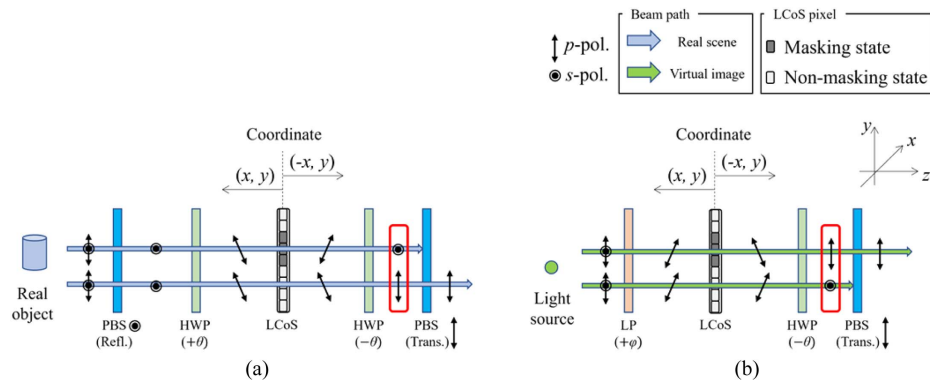 p-pol.
s-pol.
Beam path
Real scene
Virtual image
LCoS pixel
Masking state
Non-masking state
Coordinate
(x, y)
(-x, y)
Real
object
PBS
(Refl.)
HWP
(+θ)
LCoS
HWP
(−θ)
PBS
(Trans.)
(a)
Coordinate
(x, y)
(-x, y)
y
x
z
Light
source
LP
(+φ)
LCoS
HWP
(−θ)
PBS
(Trans.)
(b)